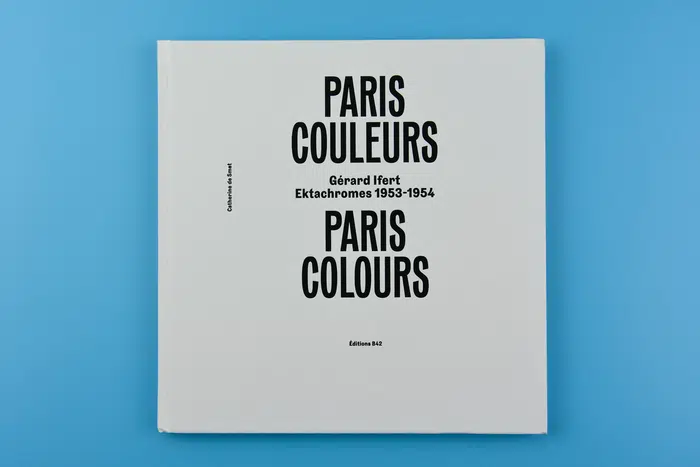 PARIS
COULEURS
Gérard Ifert
Ektachromes 1953-1954
PARIS
COLOURS
Catherine de Smet
Éditions B42